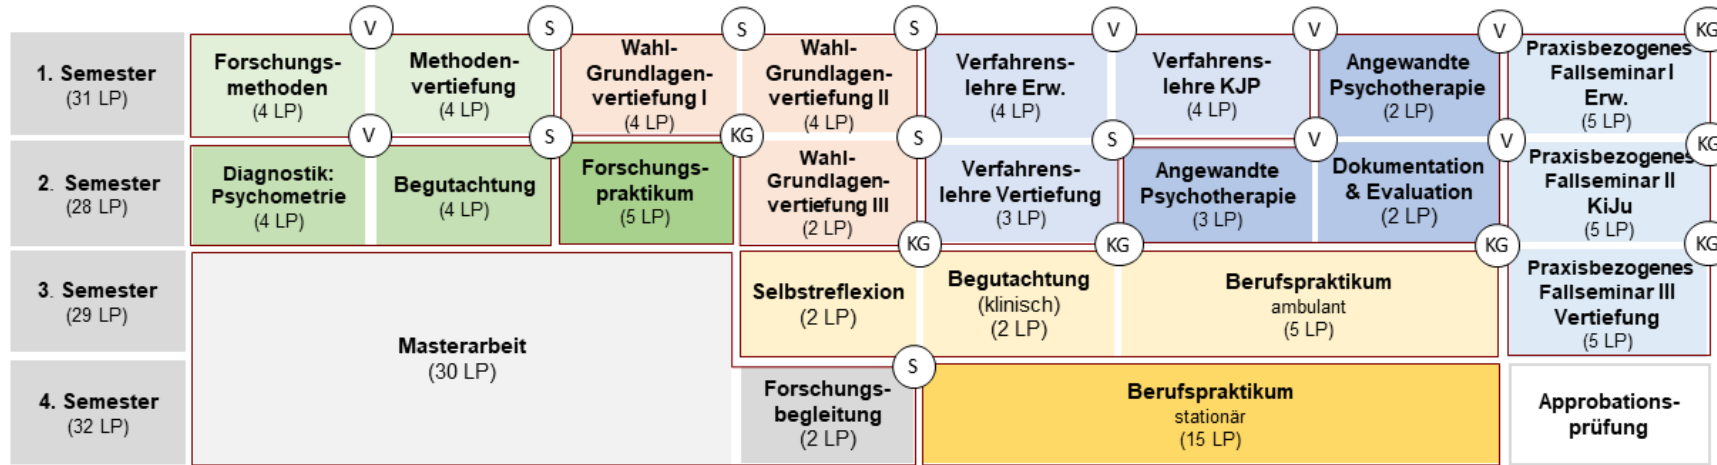 V S S S V V V KG
1. Semester
(31 LP)
Forschungs-
methoden
(4 LP)
Methoden-
vertiefung
(4 LP)
Wahl-
Grundlagen-
vertiefung I
(4 LP)
Wahl-
Grundlagen-
vertiefung II
(4 LP)
Verfahrens-
lehre Erw.
(4 LP)
Verfahrens-
lehre KJP
(4 LP)
Angewandte
Psychotherapie
(2 LP)
Praxisbezogenes
Fallseminar I
Erw.
(5 LP)
V S KG S S V V KG
2. Semester
(28 LP)
Diagnostik:
Psychometrie
(4 LP)
Begutachtung
(4 LP)
Forschungs-
praktikum
(5 LP)
Wahl-
Grundlagen-
vertiefung III
(2 LP)
Verfahrens-
lehre Vertiefung
(3 LP)
Angewandte
Psychotherapie
(3 LP)
Dokumentation
& Evaluation
(2 LP)
Praxisbezogenes
Fallseminar II
KiJu
(5 LP)
KG KG KG KG
3. Semester
(29 LP)
Masterarbeit
(30 LP)
Selbstreflexion
(2 LP)
Begutachtung
(klinisch)
(2 LP)
Berufspraktikum
ambulant
(5 LP)
Praxisbezogenes
Fallseminar III
Vertiefung
(5 LP)
S
4. Semester
(32 LP)
Forschungs-
begleitung
(2 LP)
Berufspraktikum
stationär
(15 LP)
Approbations-
prüfung